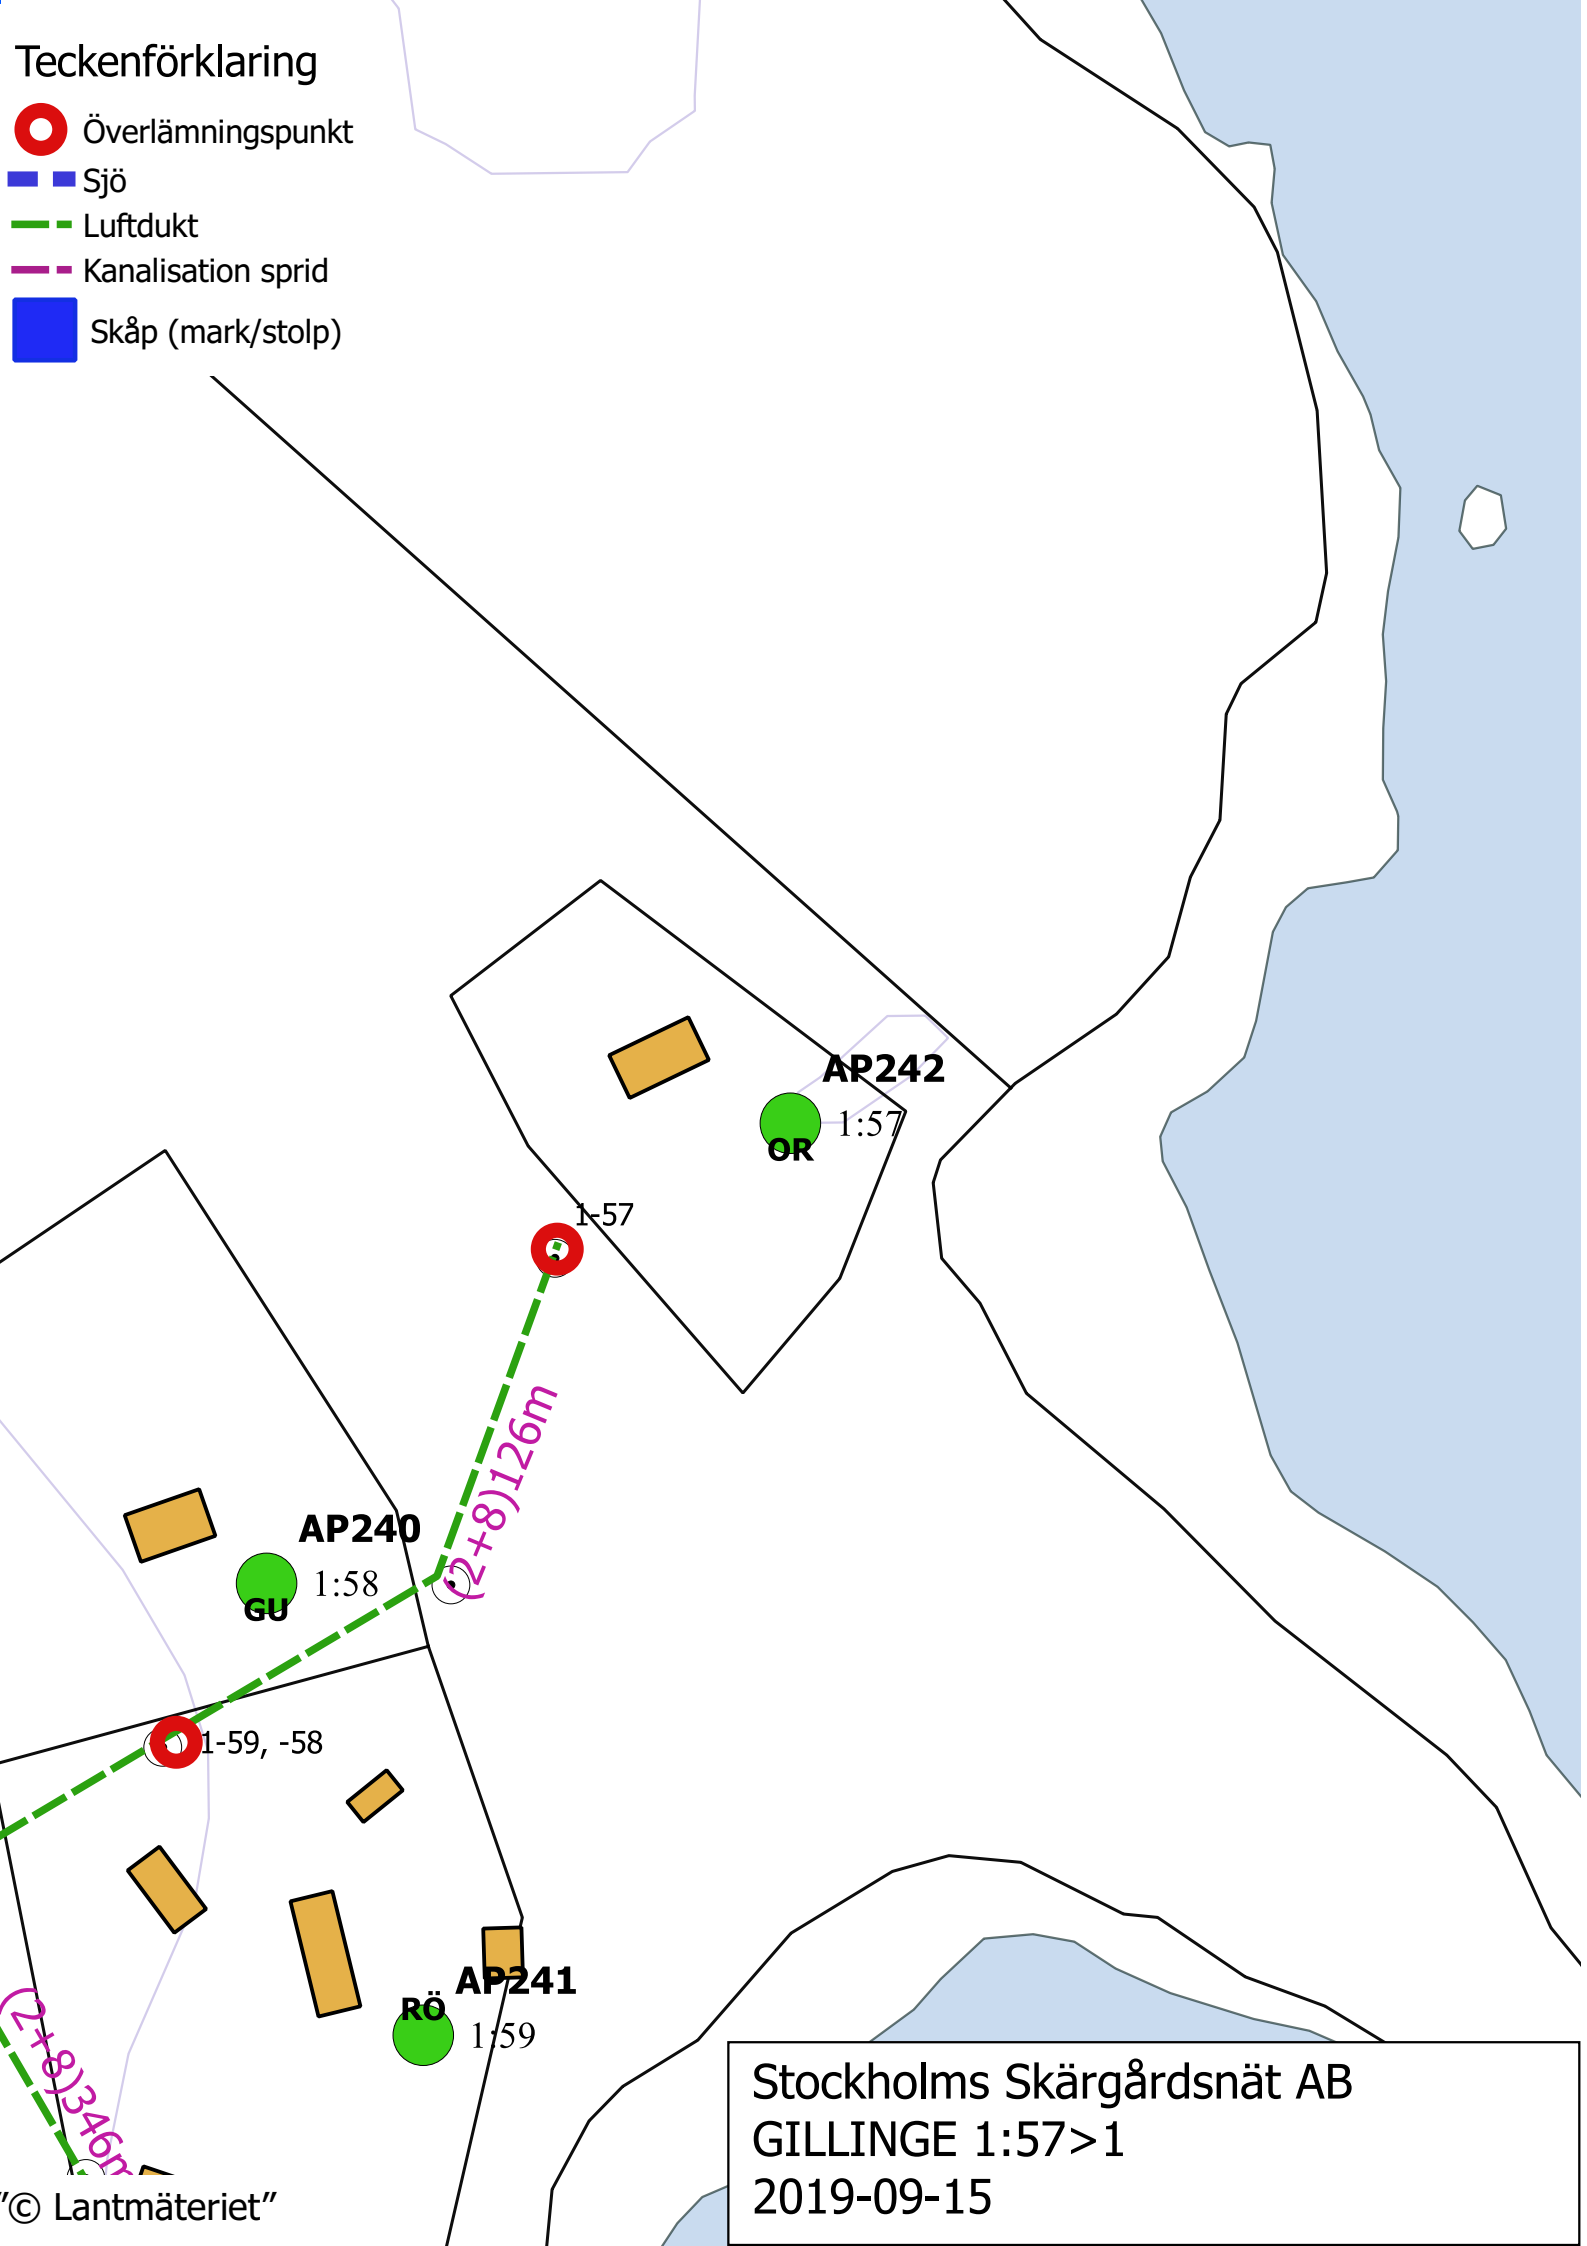 Teckenförklaring
Överlämningspunkt
Sjö
Luftdukt
Kanalisation sprid
Skåp (mark/stolp)
AP242
1:57
OR
1-57
(2+8)126m
AP240
1:58
GU
1-59, -58
AP241
RÖ
1:59
(2+8)346m
Stockholms Skärgårdsnät AB
GILLINGE 1:57>1
2019-09-15
"© Lantmäteriet"